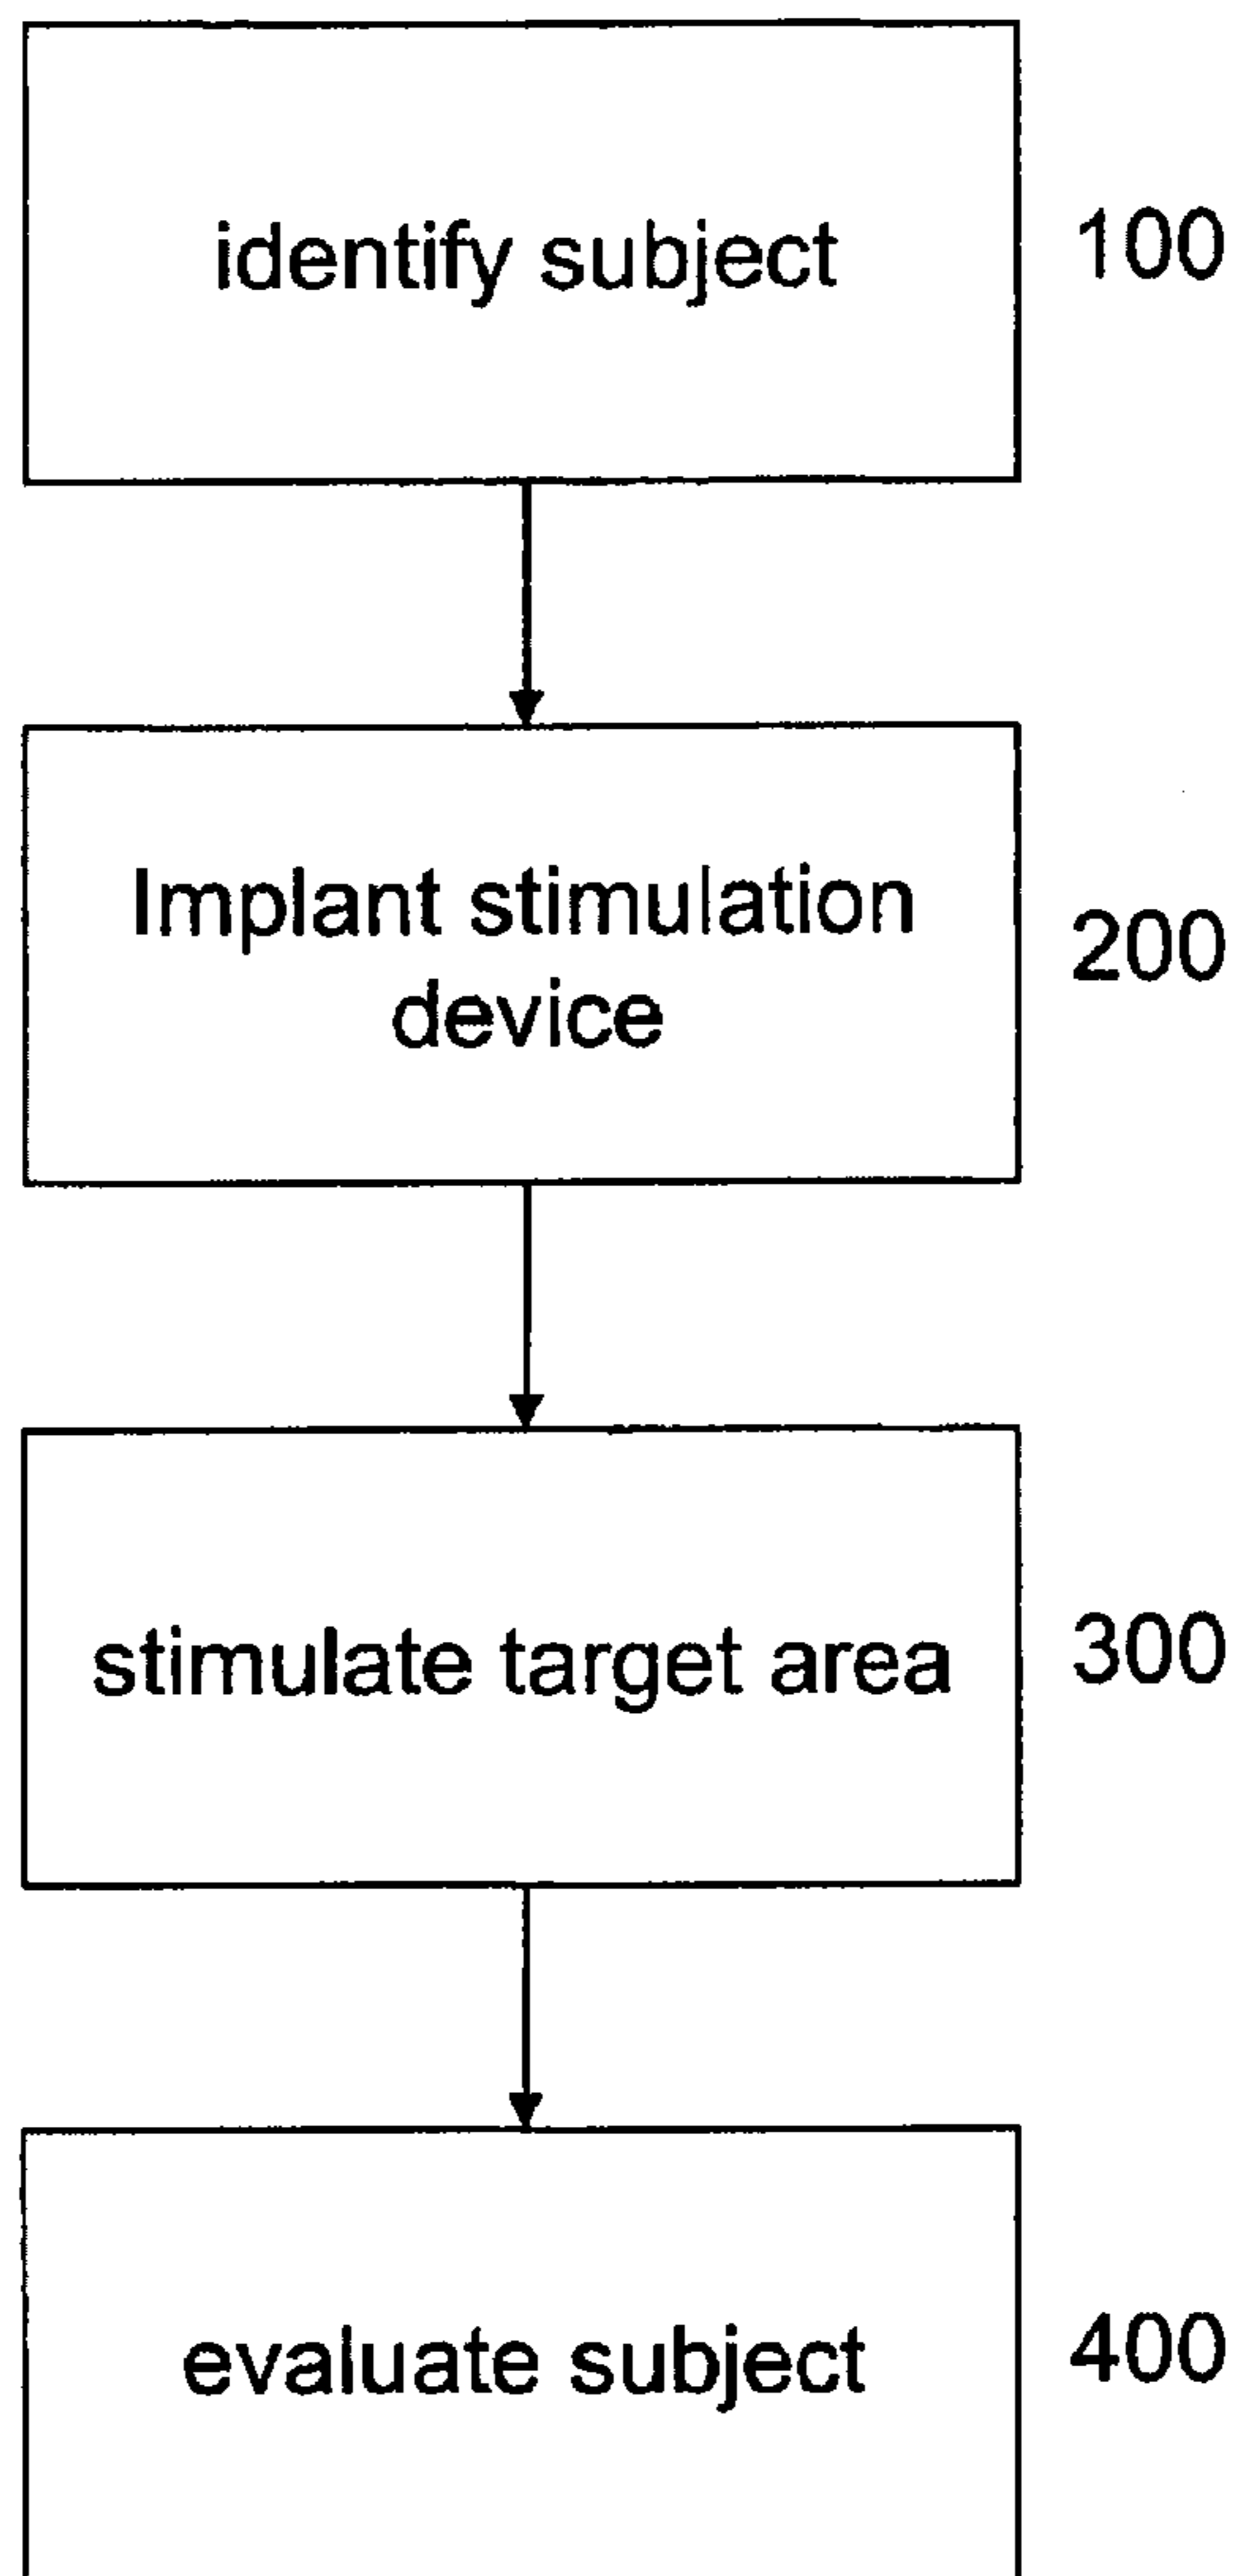 identify subject
100
Implant stimulation
device
200
stimulate target area
300
evaluate subject
400